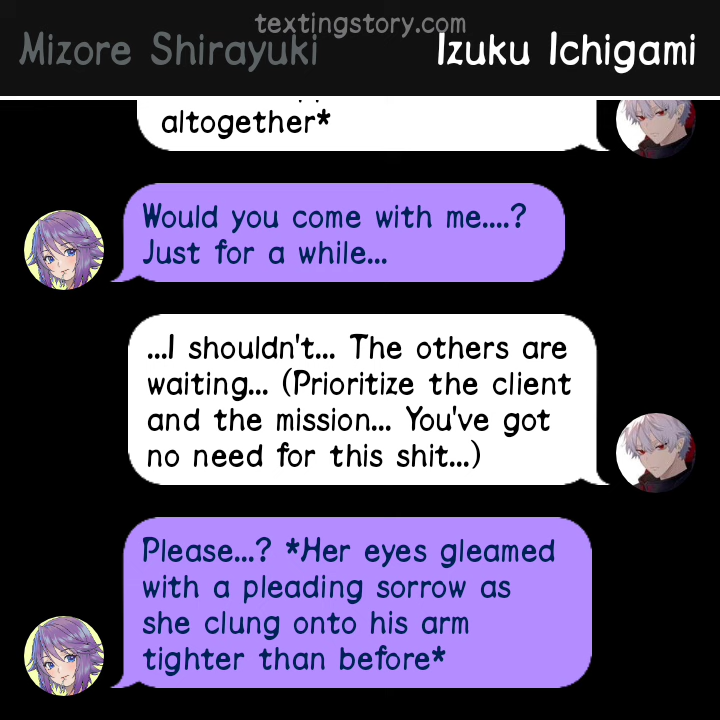 textingstory.com
Mizore Shirayuki
Izuku Ichigami
altogether*
Would you come with me....?
Just for a while...
...I shouldn't... The others are
waiting... (Prioritize the client
and the mission... You've got
no need for this shit...)
Please...? *Her eyes gleamed
with a pleading sorrow as
she clung onto his arm
tighter than before*